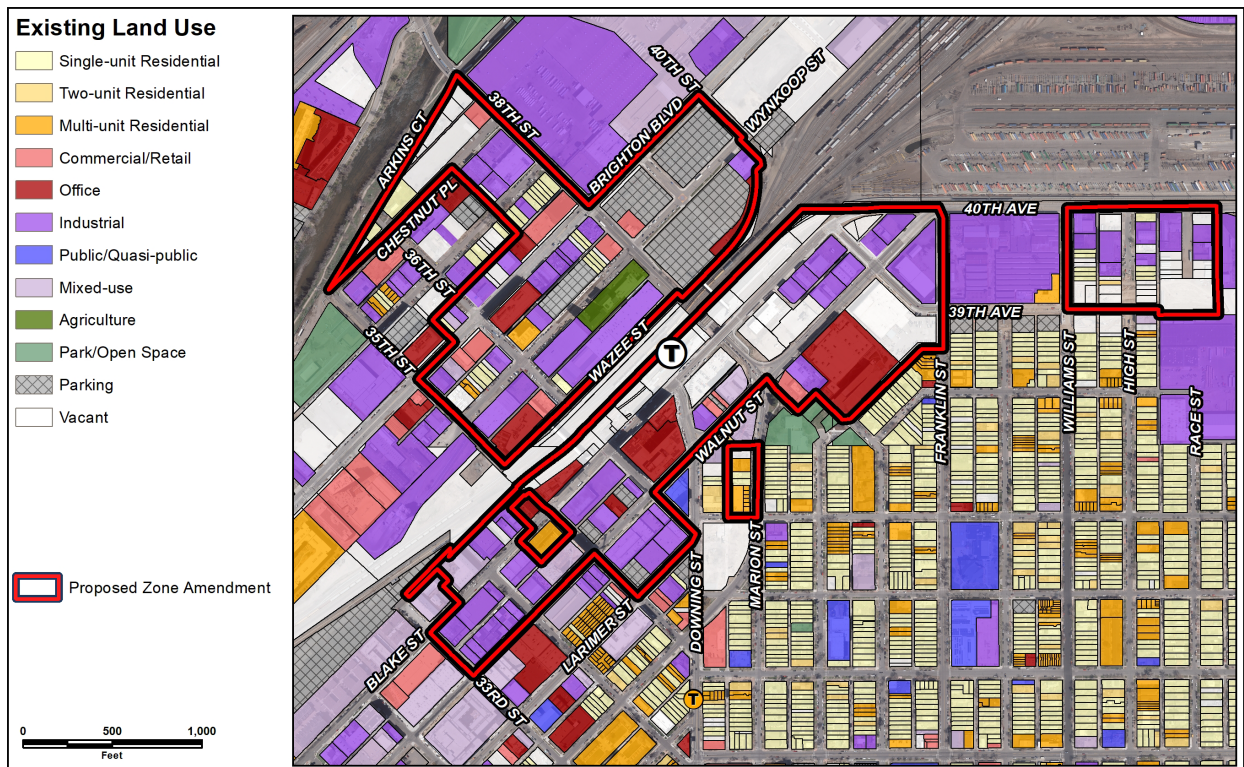 Existing Land Use
Single-unit Residential
Two-unit Residential
Multi-unit Residential
Commercial/Retail
Office
Industrial
Public/Quasi-public
Mixed-use
Agriculture
Park/Open Space
Parking
Vacant
Proposed Zone Amendment
0 500 1,000
Feet
40TH ST
WYNKOOP ST
38TH ST
BRIGHTON BLVD
ARKINS CT
CHESTNUT PL
36TH ST
35TH ST
WAZEE ST
T
40TH AVE
39TH AVE
WALNUT ST
FRANKLIN ST
WILLIAMS ST
HIGH ST
RACE ST
MARION ST
DOWNING ST
LARIMER ST
BLAKE ST
33RD ST
T